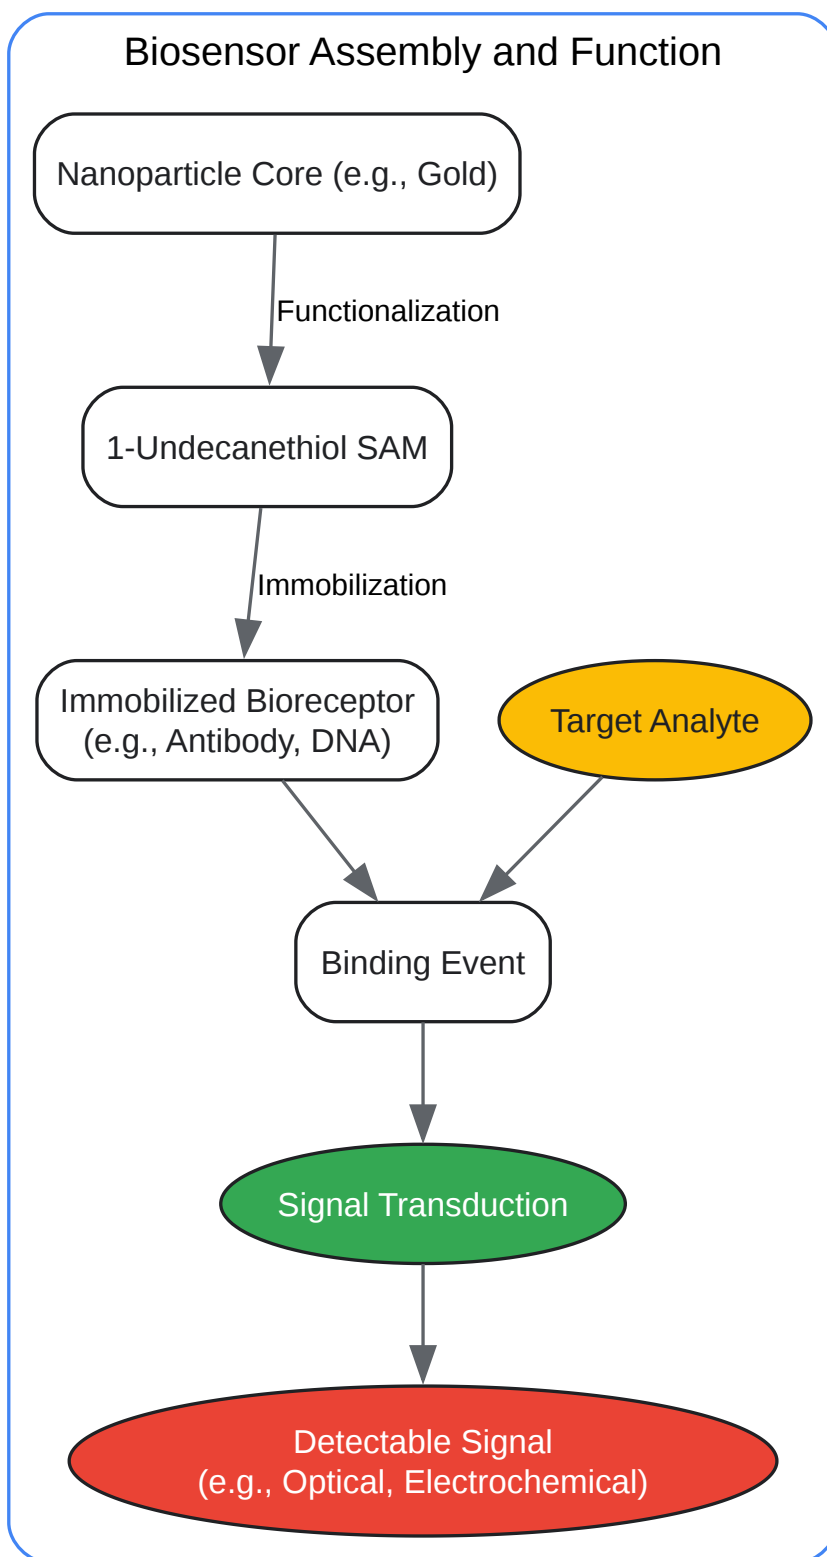 Biosensor Assembly and Function
Nanoparticle Core (e.g., Gold)
Functionalization
1-Undecanethiol SAM
Immobilization
Immobilized Bioreceptor
(e.g., Antibody, DNA)
Target Analyte
Binding Event
Signal Transduction
Detectable Signal
(e.g., Optical, Electrochemical)